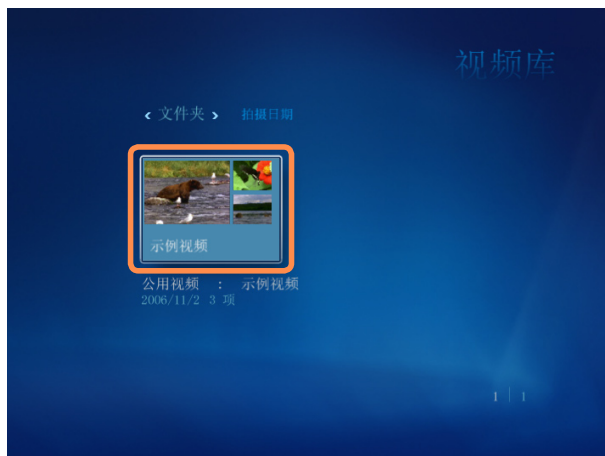 视频库
‹ 文件夹 › 拍摄日期
示例视频
公用视频 : 示例视频
2006/11/2 3 项
1 | 1